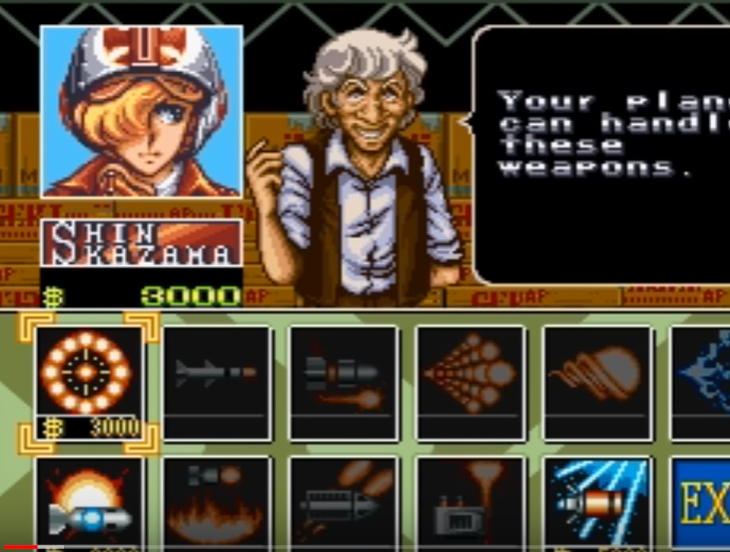 Your plan
can handl
these
weapons.
SHIN
KAZAMA
$ 3000
$ 3000
EX